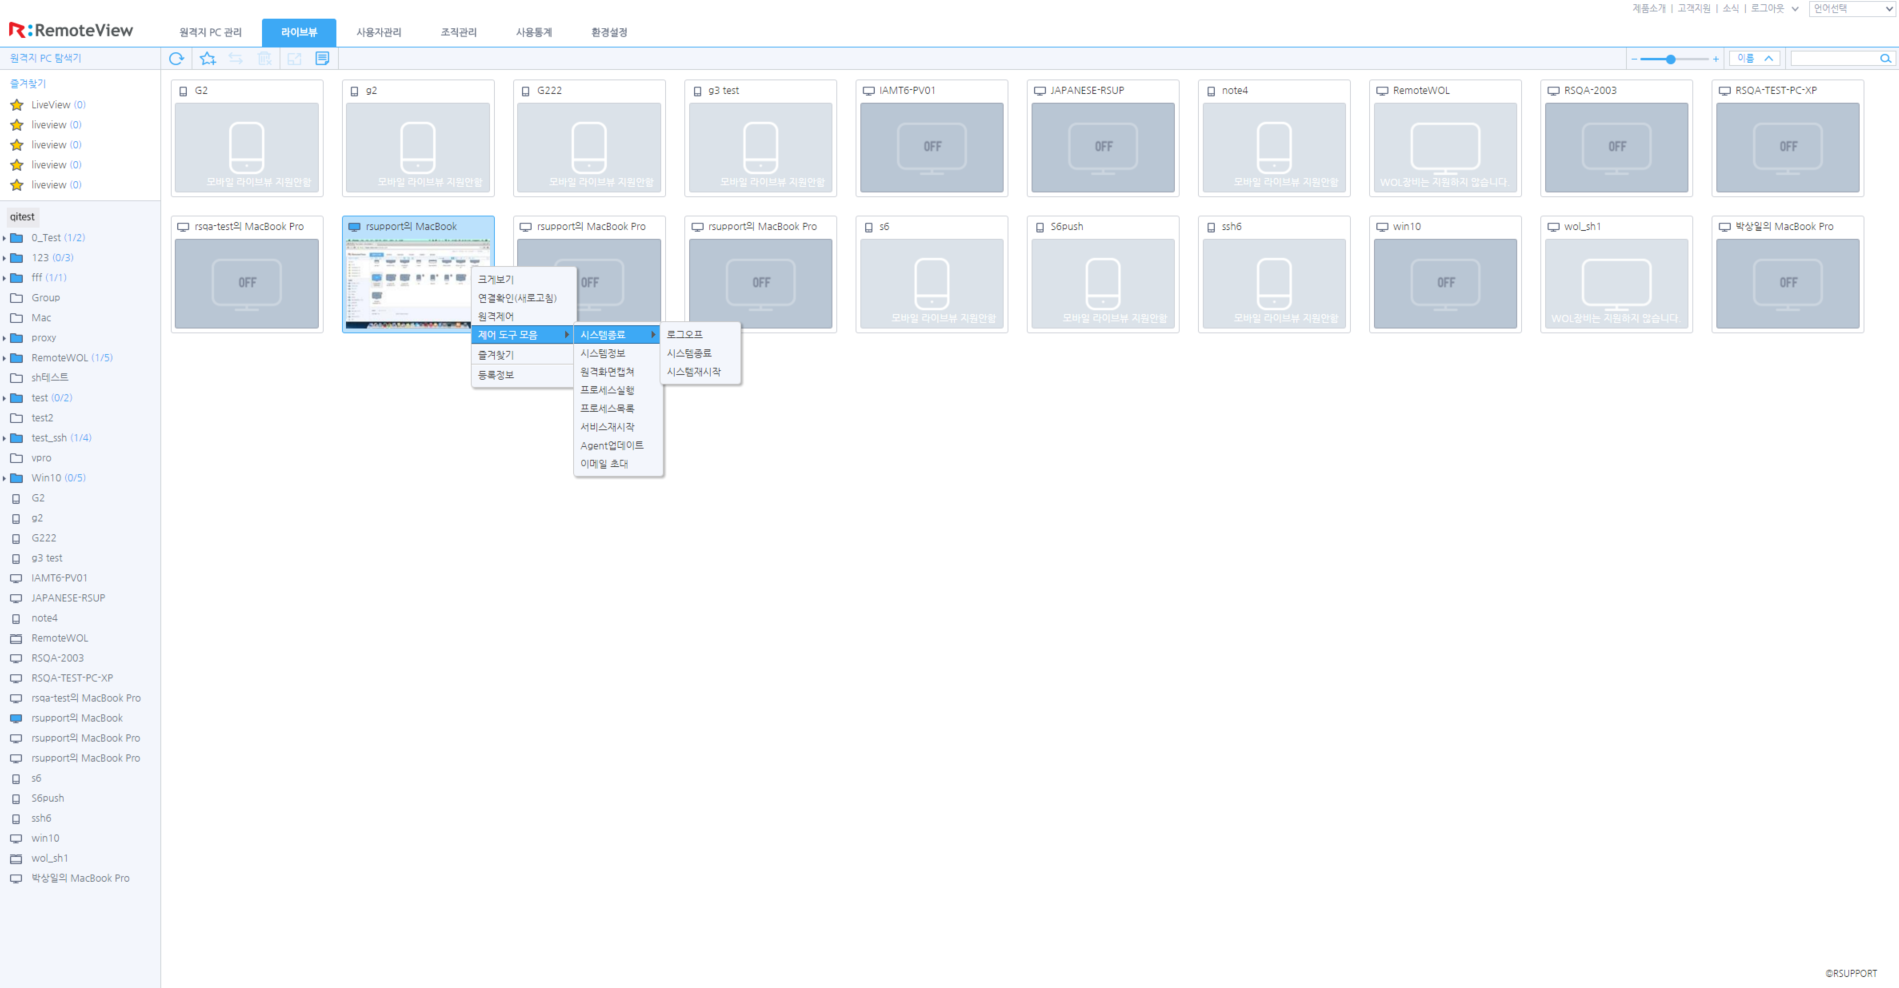 제품소개 | 고객지원 | 소식 | 로그아웃
언어선택
R:RemoteView
원격지 PC 관리
라이브뷰
사용자관리
조직관리
사용통계
환경설정
원격지 PC 탐색기
이름
즐겨찾기
LiveView (0)
liveview (0)
liveview (0)
liveview (0)
liveview (0)
qitest
0_Test (1/2)
123 (0/3)
fff (1/1)
Group
Mac
proxy
RemoteWOL (1/5)
sh테스트
test (0/2)
test2
test_ssh (1/4)
vpro
Win10 (0/5)
G2
g2
G222
g3 test
IAMT6-PV01
JAPANESE-RSUP
note4
RemoteWOL
RSQA-2003
RSQA-TEST-PC-XP
rsqa-test의 MacBook Pro
rsupport의 MacBook
rsupport의 MacBook Pro
rsupport의 MacBook Pro
s6
S6push
ssh6
win10
wol_sh1
박상일의 MacBook Pro
G2
모바일 라이브뷰 지원안함
g2
모바일 라이브뷰 지원안함
G222
모바일 라이브뷰 지원안함
g3 test
모바일 라이브뷰 지원안함
IAMT6-PV01
OFF
JAPANESE-RSUP
OFF
note4
모바일 라이브뷰 지원안함
RemoteWOL
WOL장비는 지원하지 않습니다.
RSQA-2003
OFF
RSQA-TEST-PC-XP
OFF
rsqa-test의 MacBook Pro
OFF
rsupport의 MacBook
rsupport의 MacBook Pro
OFF
rsupport의 MacBook Pro
OFF
s6
모바일 라이브뷰 지원안함
S6push
모바일 라이브뷰 지원안함
ssh6
모바일 라이브뷰 지원안함
win10
OFF
wol_sh1
WOL장비는 지원하지 않습니다.
박상일의 MacBook Pro
OFF
크게보기
연결확인(새로고침)
원격제어
제어 도구 모음
즐겨찾기
등록정보
시스템종료
시스템정보
원격화면캡쳐
프로세스실행
프로세스목록
서비스재시작
Agent업데이트
이메일 초대
로그오프
시스템종료
시스템재시작
©RSUPPORT